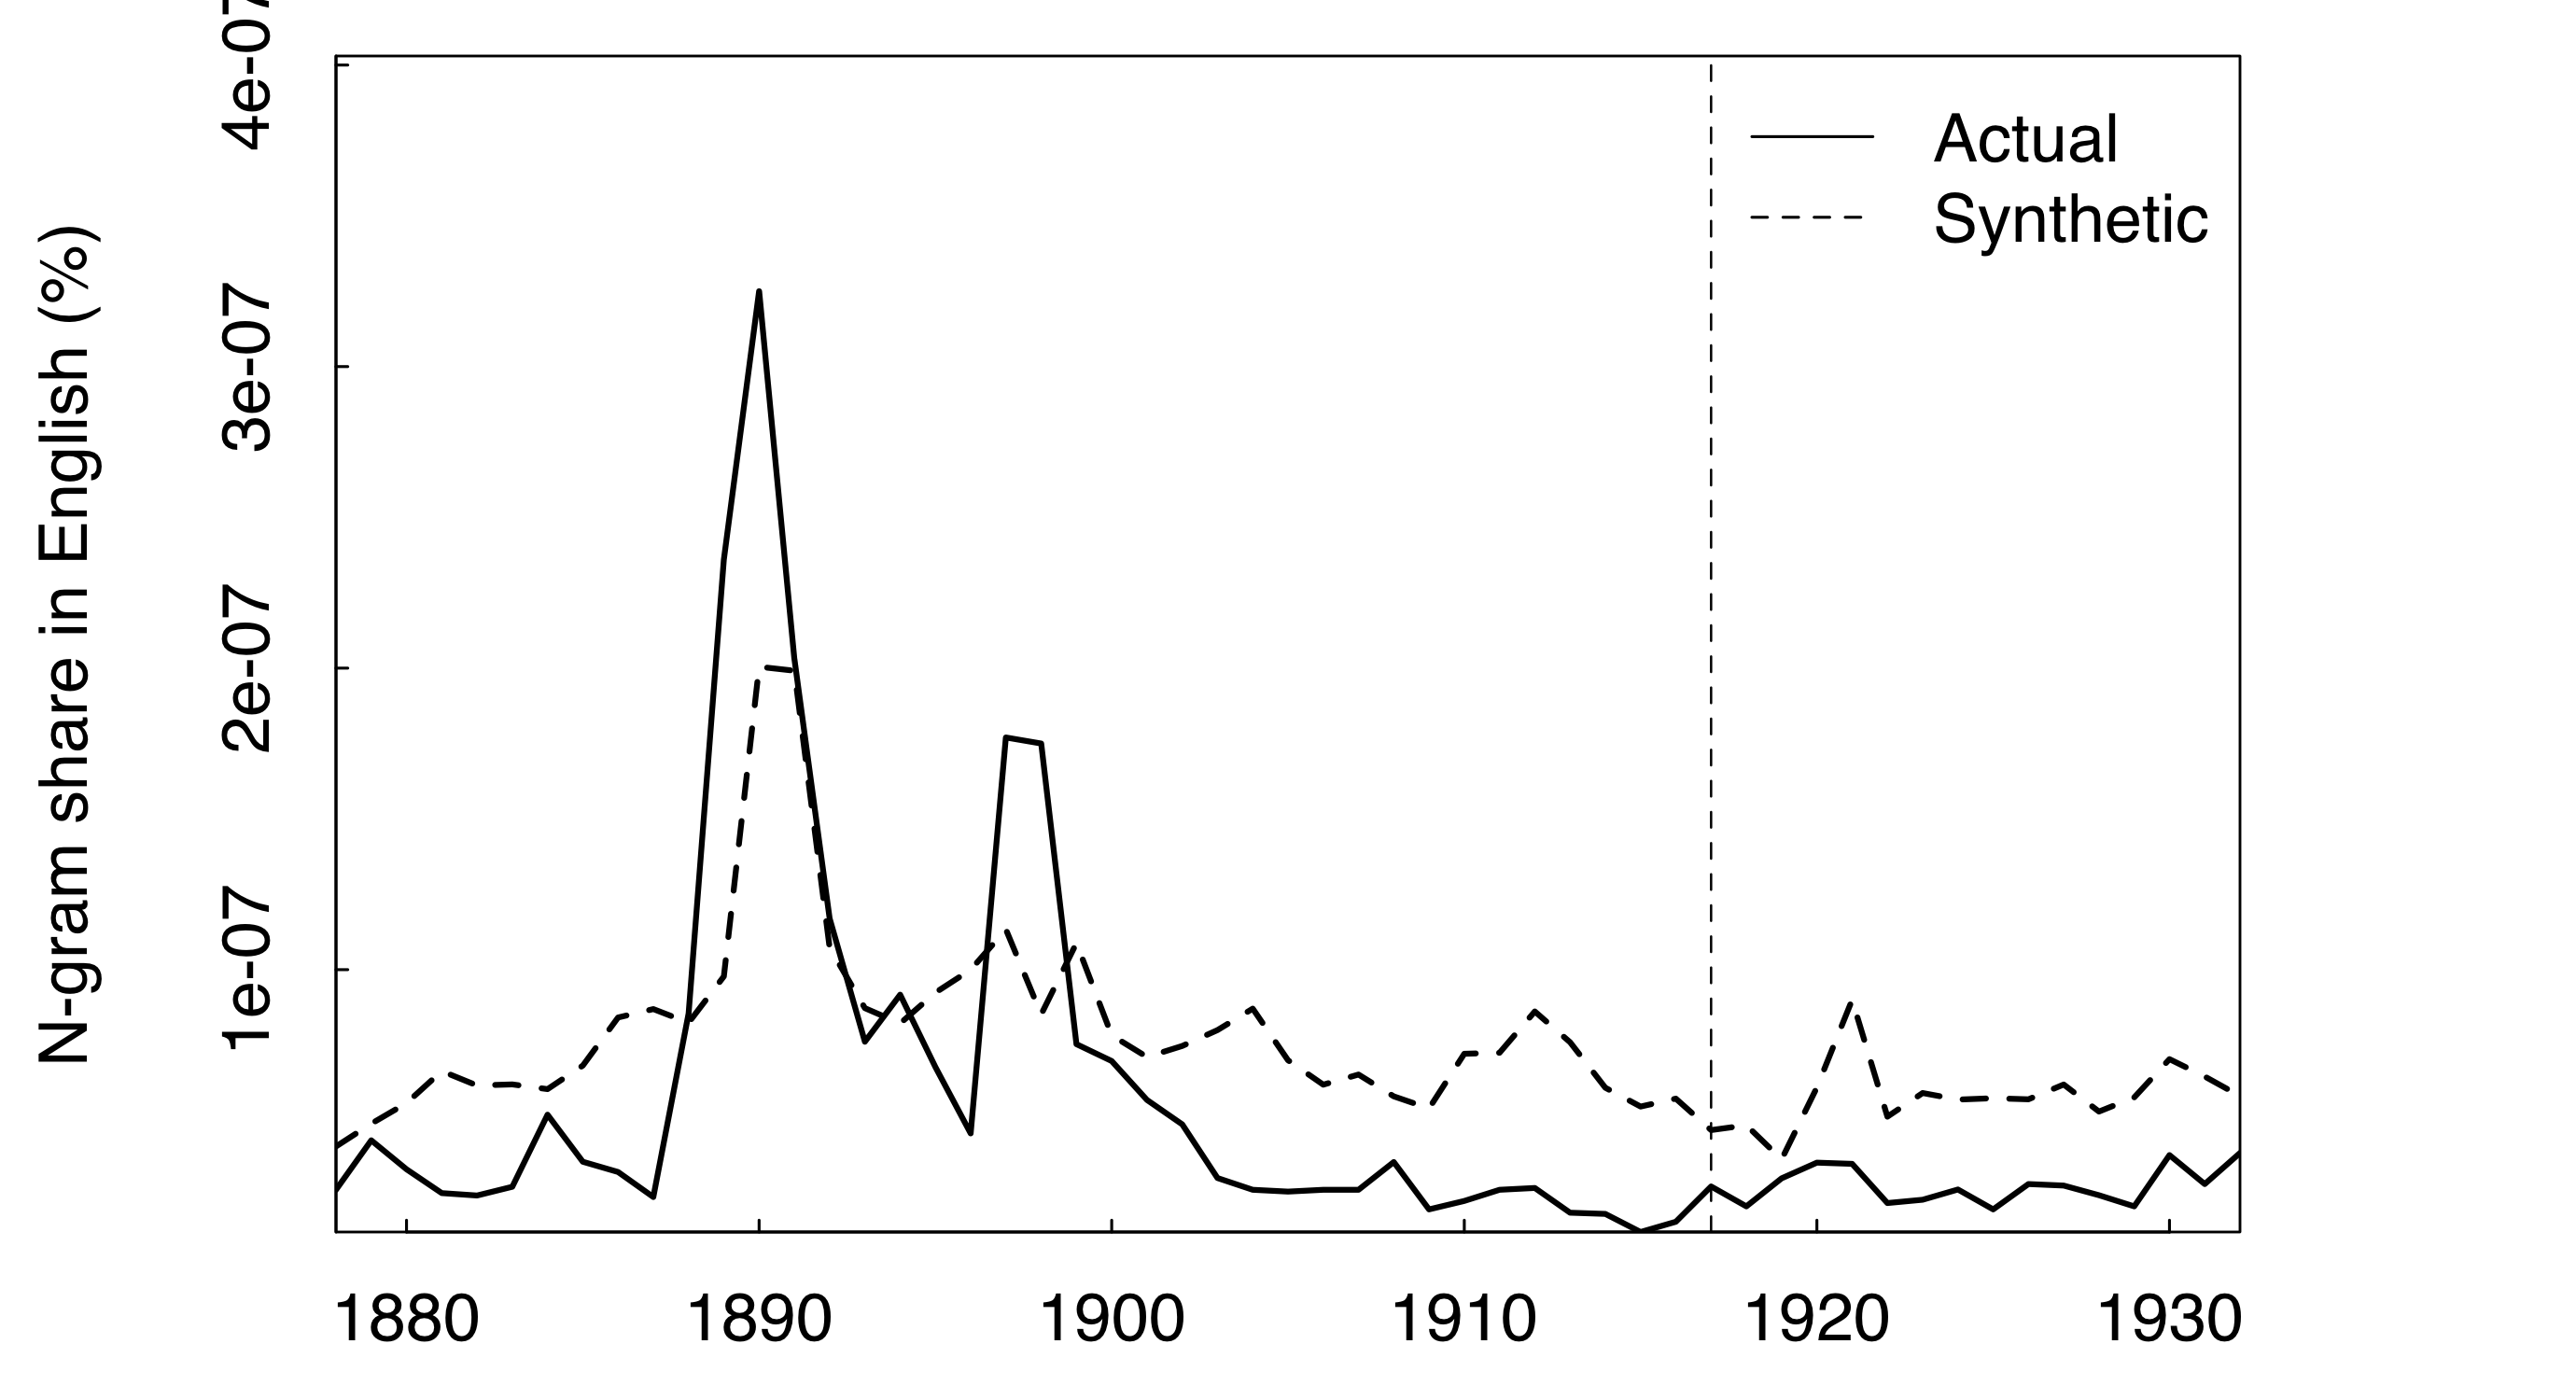 N-gram share in English (%)
4e-07
3e-07
2e-07
1e-07
Actual
Synthetic
1880 1890 1900 1910 1920 1930